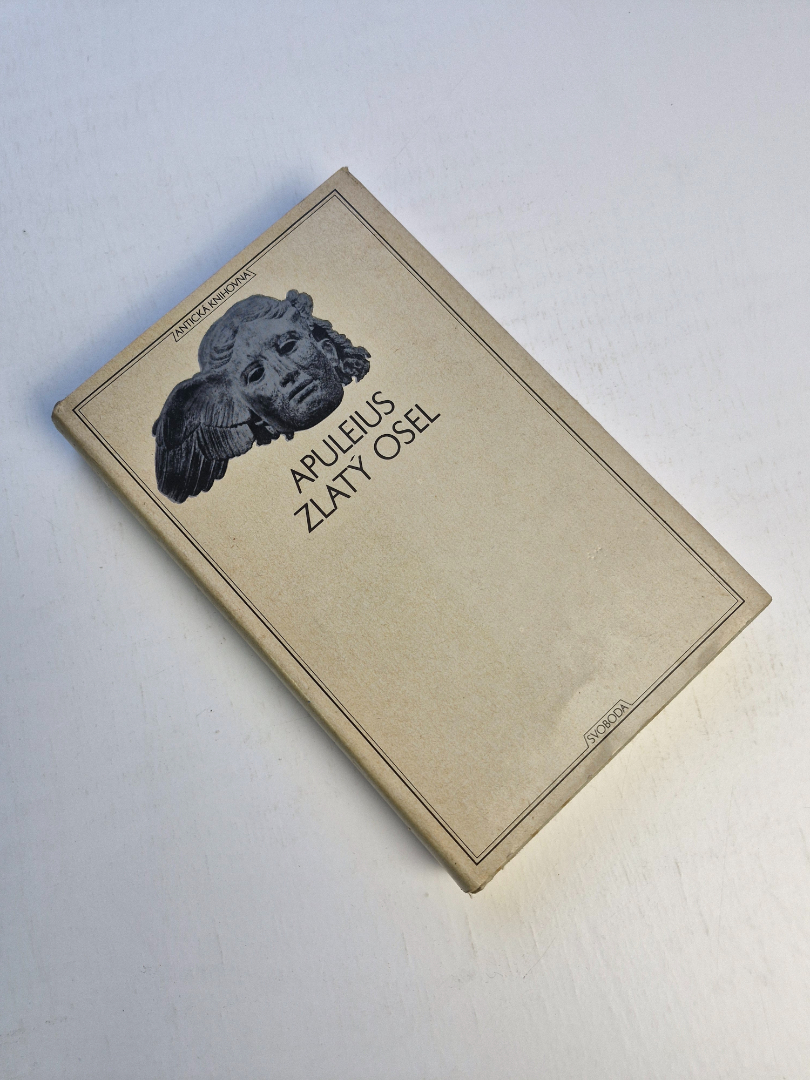 ANTICKÁ KNIHOVNA
APULEIUS
ZLATÝ OSEL
SVOBODA